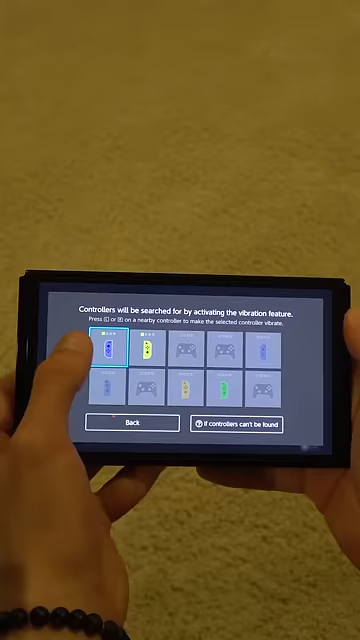 Controllers will be searched for by activating the vibration feature.
Press Ⓛ or Ⓡ on a nearby controller to make the selected controller vibrate.
Back
? If controllers can't be found